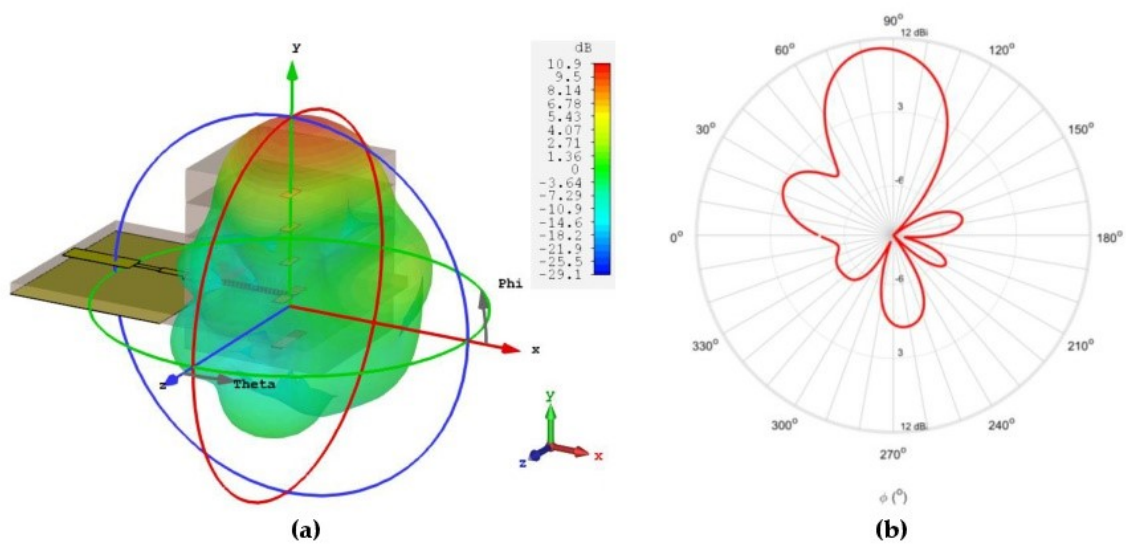 dB
10.9
9.5
8.14
6.78
5.43
4.07
2.71
1.36
0
-3.64
-7.29
-10.9
-14.6
-18.2
-21.9
-25.5
-29.1
y
Phi
x
z
Theta
y
z
x
(a)
90°
12 dBi
60°
120°
3
30°
150°
-6
0°
180°
-6
330°
210°
3
300°
240°
12 dBi
270°
ϕ (°)
(b)